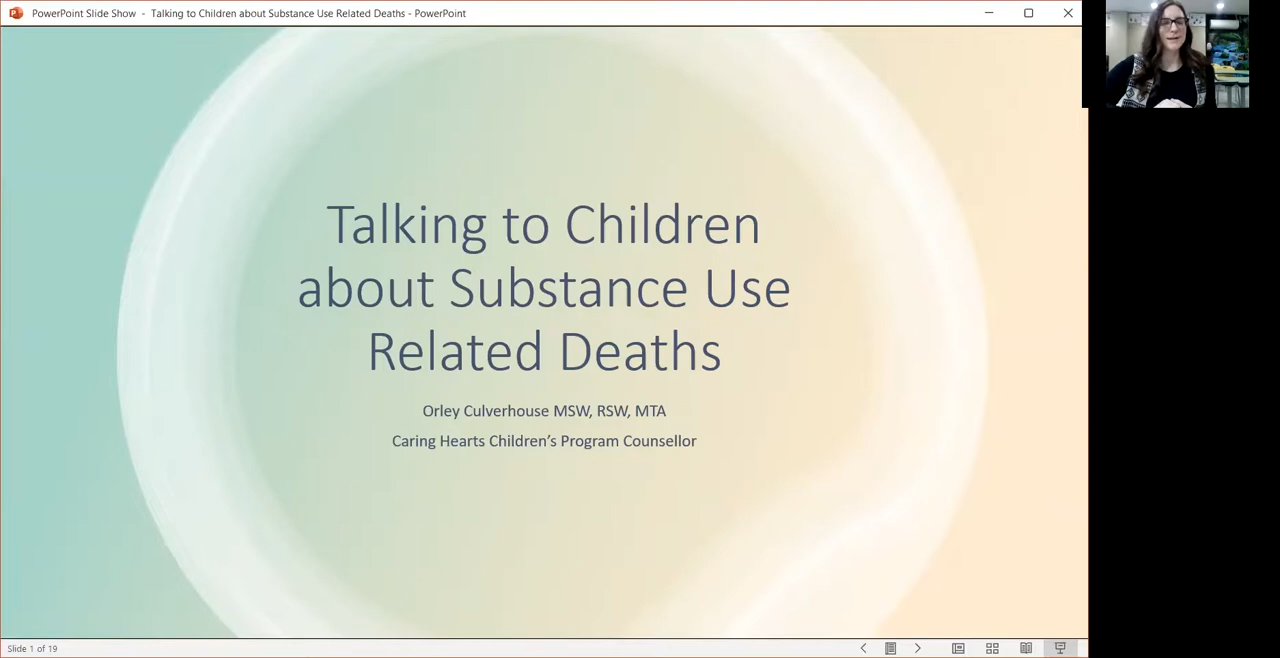 PowerPoint Slide Show - Talking to Children about Substance Use Related Deaths - PowerPoint
Talking to Children
about Substance Use
Related Deaths
Orley Culverhouse MSW, RSW, MTA
Caring Hearts Children’s Program Counsellor
Slide 1 of 19